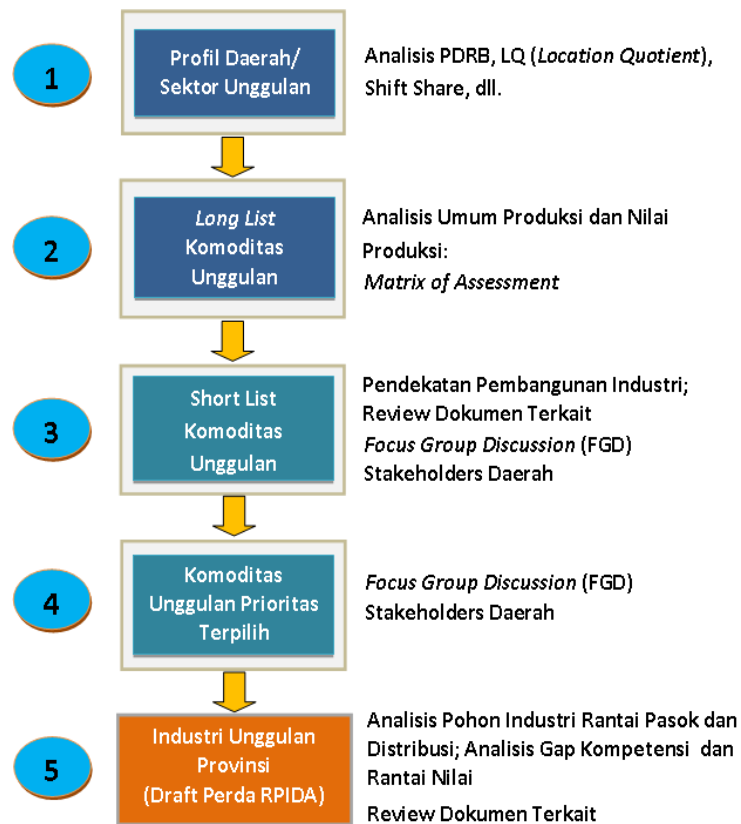 1
Profil Daerah/
Sektor Unggulan
Analisis PDRB, LQ (Location Quotient),
Shift Share, dll.
2
Long List
Komoditas
Unggulan
Analisis Umum Produksi dan Nilai
Produksi:
Matrix of Assessment
3
Short List
Komoditas
Unggulan
Pendekatan Pembangunan Industri;
Review Dokumen Terkait
Focus Group Discussion (FGD)
Stakeholders Daerah
4
Komoditas
Unggulan Prioritas
Terpilih
Focus Group Discussion (FGD)
Stakeholders Daerah
5
Industri Unggulan
Provinsi
(Draft Perda RPIDA)
Analisis Pohon Industri Rantai Pasok dan
Distribusi; Analisis Gap Kompetensi dan
Rantai Nilai
Review Dokumen Terkait